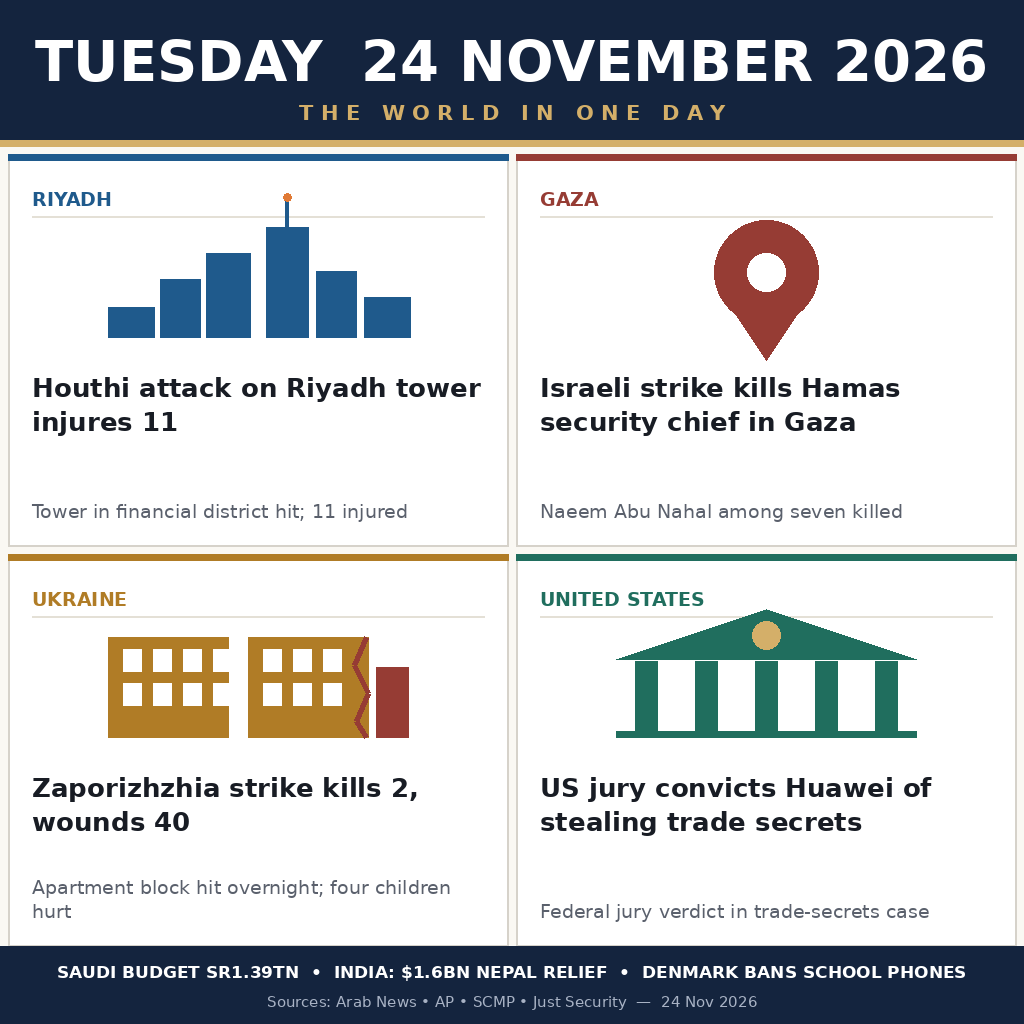 TUESDAY 24 NOVEMBER 2026
THE WORLD IN ONE DAY
RIYADH
Houthi attack on Riyadh tower
injures 11
Tower in financial district hit; 11 injured
GAZA
Israeli strike kills Hamas
security chief in Gaza
Naeem Abu Nahal among seven killed
UKRAINE
Zaporizhzhia strike kills 2,
wounds 40
Apartment block hit overnight; four children
hurt
UNITED STATES
US jury convicts Huawei of
stealing trade secrets
Federal jury verdict in trade-secrets case
SAUDI BUDGET SR1.39TN • INDIA: $1.6BN NEPAL RELIEF • DENMARK BANS SCHOOL PHONES
Sources: Arab News • AP • SCMP • Just Security — 24 Nov 2026